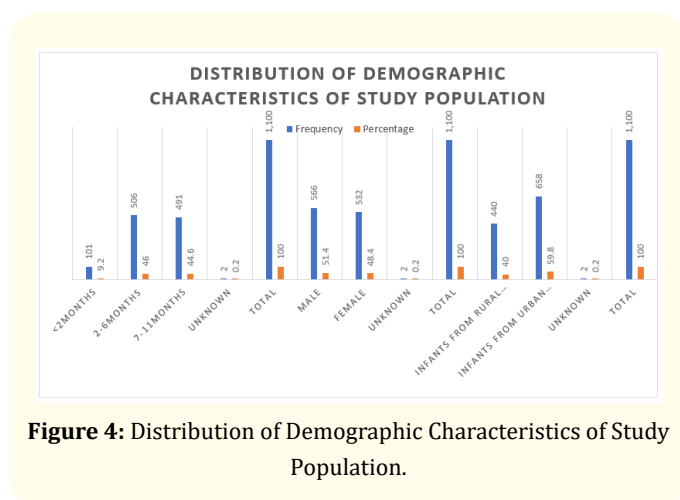 DISTRIBUTION OF DEMOGRAPHIC
CHARACTERISTICS OF STUDY POPULATION
Frequency Percentage
101
9.2
506
46
491
44.6
2
0.2
1,100
100
566
51.4
532
48.4
2
0.2
1,100
100
440
40
658
59.8
2
0.2
1,100
100
<2MONTHS
2-6MONTHS
7-11MONTHS
UNKNOWN
TOTAL
MALE
FEMALE
UNKNOWN
TOTAL
INFANTS FROM RURAL...
INFANTS FROM URBAN...
UNKNOWN
TOTAL
Figure 4: Distribution of Demographic Characteristics of Study
Population.